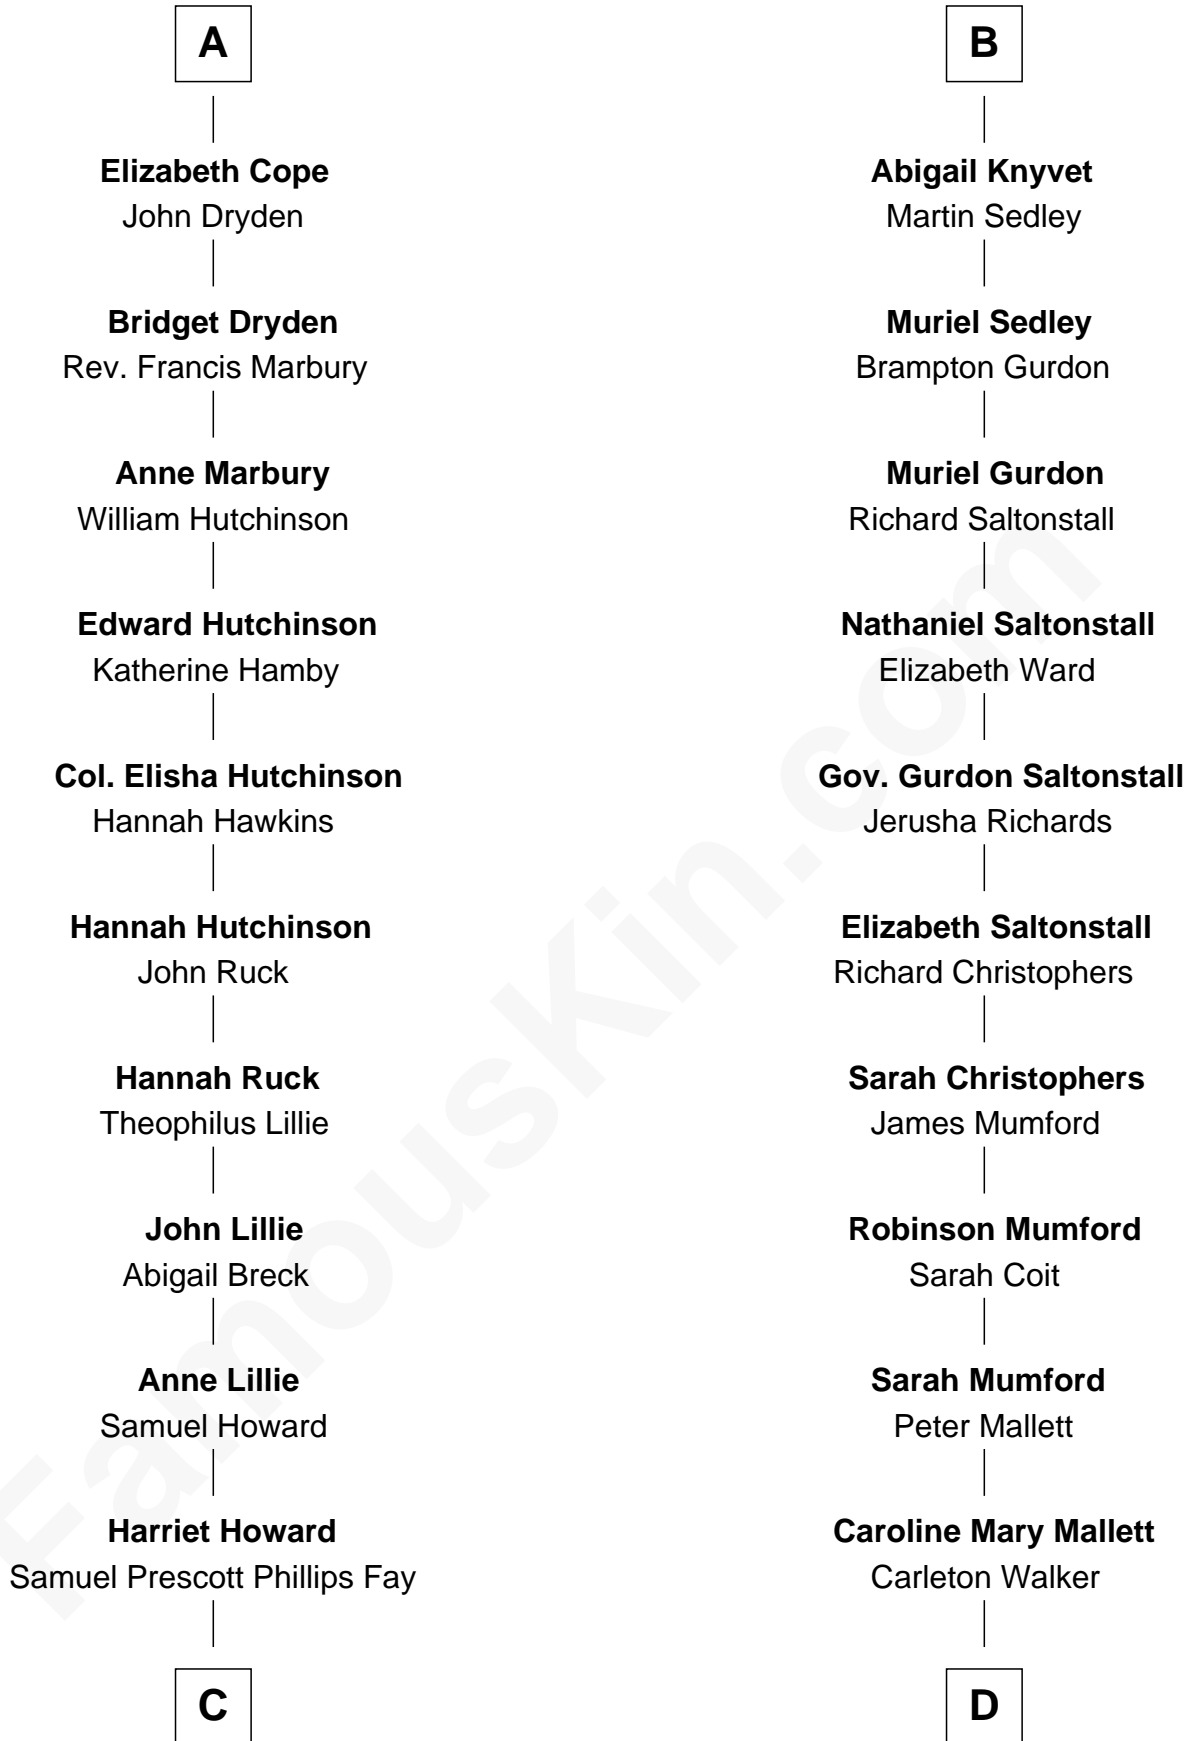 A
Elizabeth Cope
John Dryden
Bridget Dryden
Rev. Francis Marbury
Anne Marbury
William Hutchinson
Edward Hutchinson
Katherine Hamby
Col. Elisha Hutchinson
Hannah Hawkins
Hannah Hutchinson
John Ruck
Hannah Ruck
Theophilus Lillie
John Lillie
Abigail Breck
Anne Lillie
Samuel Howard
Harriet Howard
Samuel Prescott Phillips Fay
C
B
Abigail Knyvet
Martin Sedley
Muriel Sedley
Brampton Gurdon
Muriel Gurdon
Richard Saltonstall
Nathaniel Saltonstall
Elizabeth Ward
Gov. Gurdon Saltonstall
Jerusha Richards
Elizabeth Saltonstall
Richard Christophers
Sarah Christophers
James Mumford
Robinson Mumford
Sarah Coit
Sarah Mumford
Peter Mallett
Caroline Mary Mallett
Carleton Walker
D
FamousKin.com